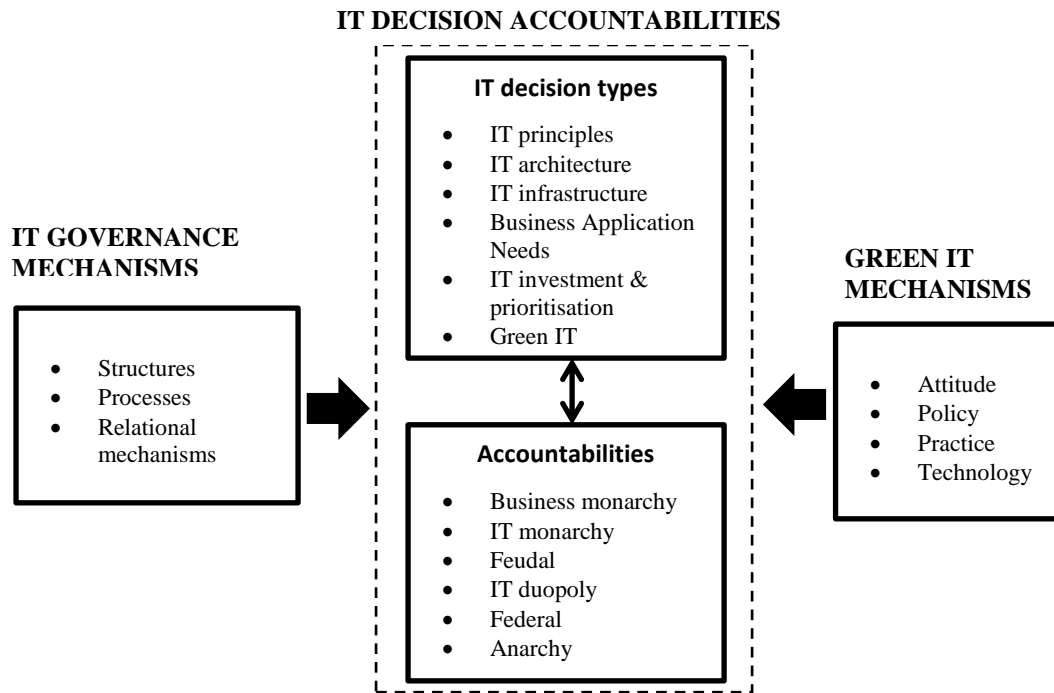 IT DECISION ACCOUNTABILITIES
IT decision types
• IT principles
• IT architecture
• IT infrastructure
• Business Application
Needs
• IT investment &
prioritisation
• Green IT
IT GOVERNANCE
MECHANISMS
• Structures
• Processes
• Relational
mechanisms
Accountabilities
• Business monarchy
• IT monarchy
• Feudal
• IT duopoly
• Federal
• Anarchy
GREEN IT
MECHANISMS
• Attitude
• Policy
• Practice
• Technology